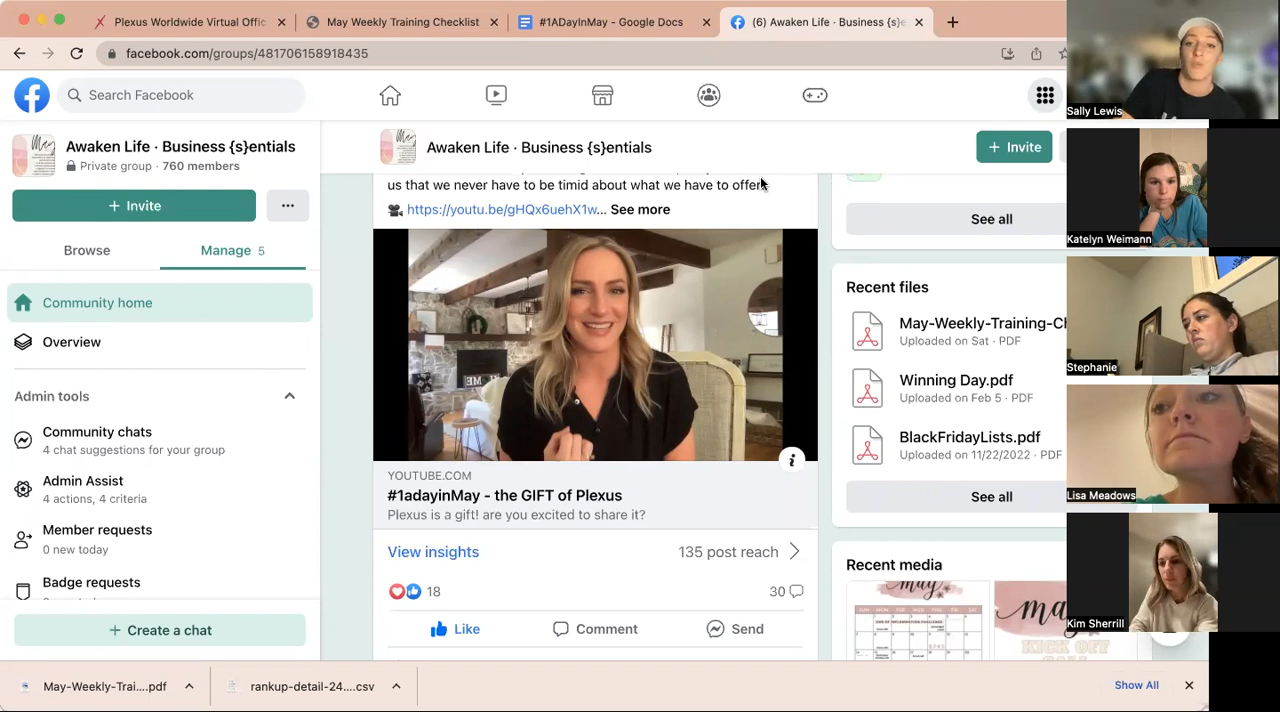 Plexus Worldwide Virtual Offic
May Weekly Training Checklist
#1ADayInMay - Google Docs
(6) Awaken Life · Business {s}e
facebook.com/groups/481706158918435
Search Facebook
Awaken Life · Business {s}entials
Private group · 760 members
+ Invite
Browse
Manage 5
Community home
Overview
Admin tools
Community chats
4 chat suggestions for your group
Admin Assist
4 actions, 4 criteria
Member requests
0 new today
Badge requests
+ Create a chat
Awaken Life · Business {s}entials
+ Invite
us that we never have to be timid about what we have to offer
https://youtu.be/gHQx6uehX1w... See more
YOUTUBE.COM
#1adayinMay - the GIFT of Plexus
Plexus is a gift! are you excited to share it?
View insights
135 post reach
18
30
Like
Comment
Send
See all
Recent files
May-Weekly-Training-Ch
Uploaded on Sat · PDF
Winning Day.pdf
Uploaded on Feb 5 · PDF
BlackFridayLists.pdf
Uploaded on 11/22/2022 · PDF
See all
Recent media
may
may
KICK OFF
Sally Lewis
Katelyn Weimann
Stephanie
Lisa Meadows
Kim Sherrill
May-Weekly-Trai....pdf
rankup-detail-24....csv
Show All